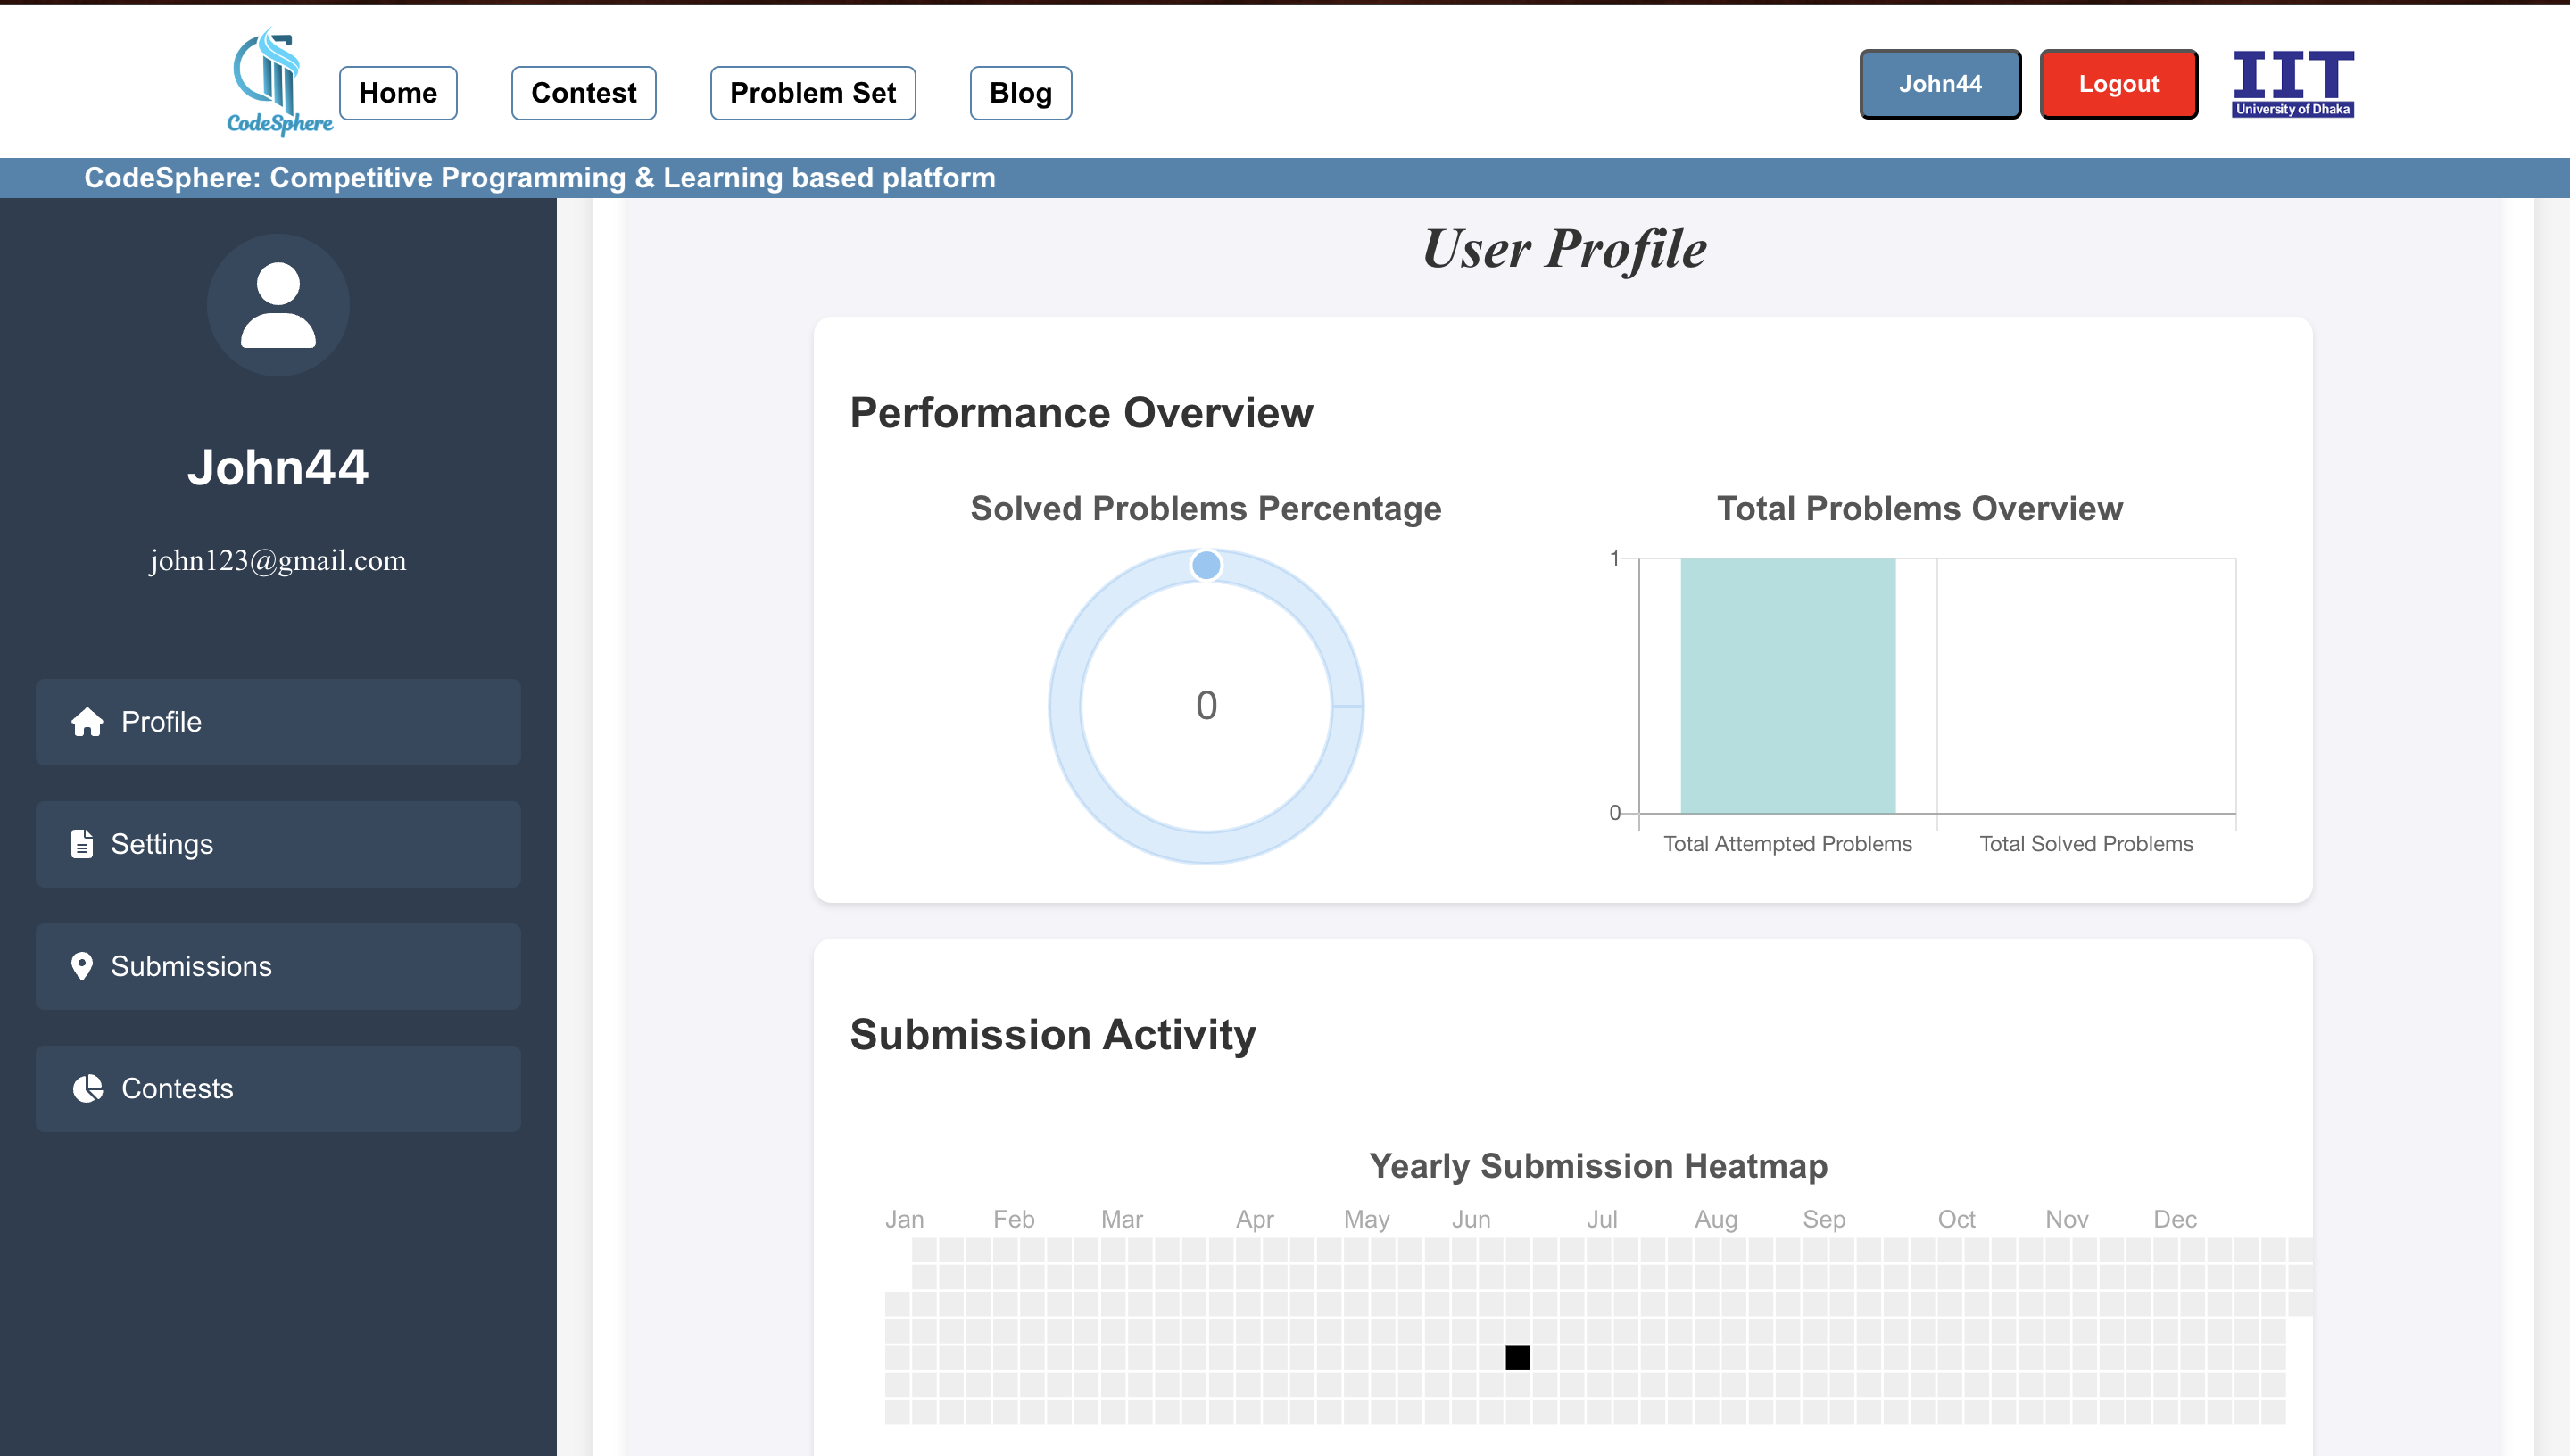 CodeSphere
Home
Contest
Problem Set
Blog
John44
Logout
IIT
University of Dhaka
CodeSphere: Competitive Programming & Learning based platform
John44
john123@gmail.com
Profile
Settings
Submissions
Contests
User Profile
Performance Overview
Solved Problems Percentage
0
Total Problems Overview
1
0
Total Attempted Problems
Total Solved Problems
Submission Activity
Yearly Submission Heatmap
Jan Feb Mar Apr May Jun Jul Aug Sep Oct Nov Dec